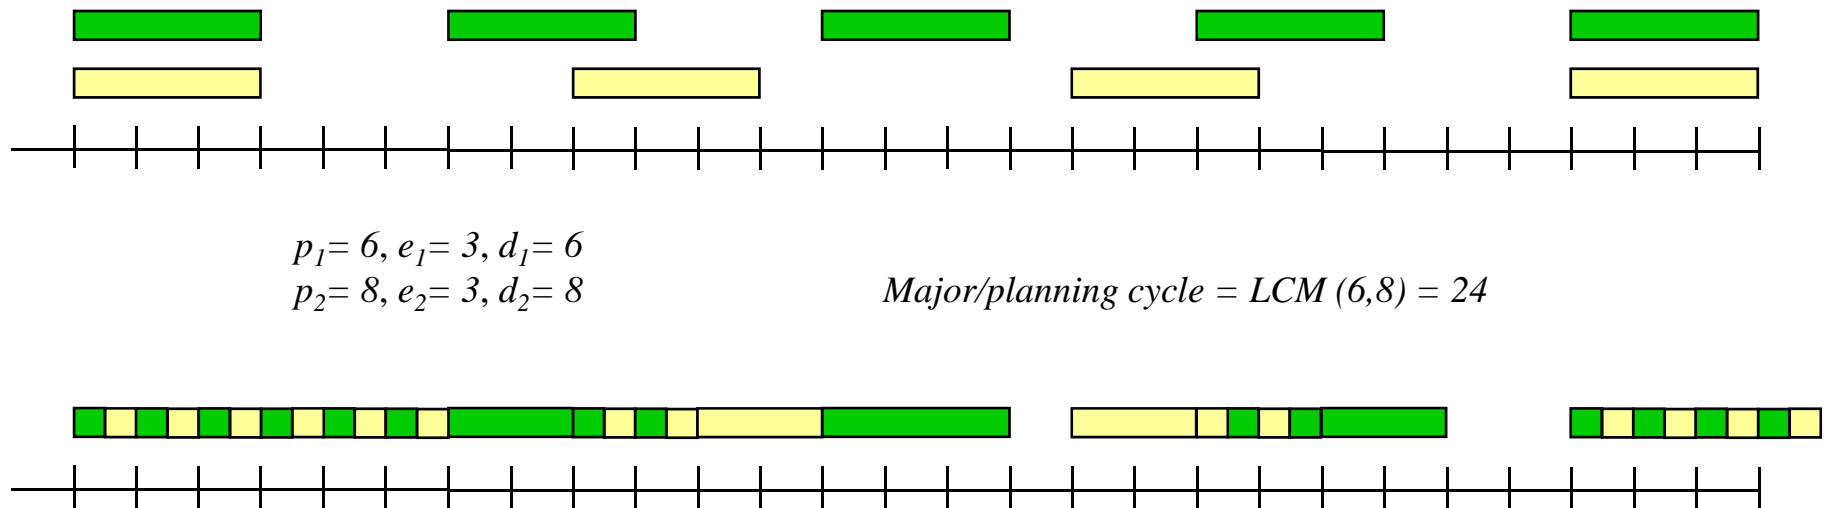 p₁= 6, e₁= 3, d₁= 6
p₂= 8, e₂= 3, d₂= 8
Major/planning cycle = LCM (6,8) = 24